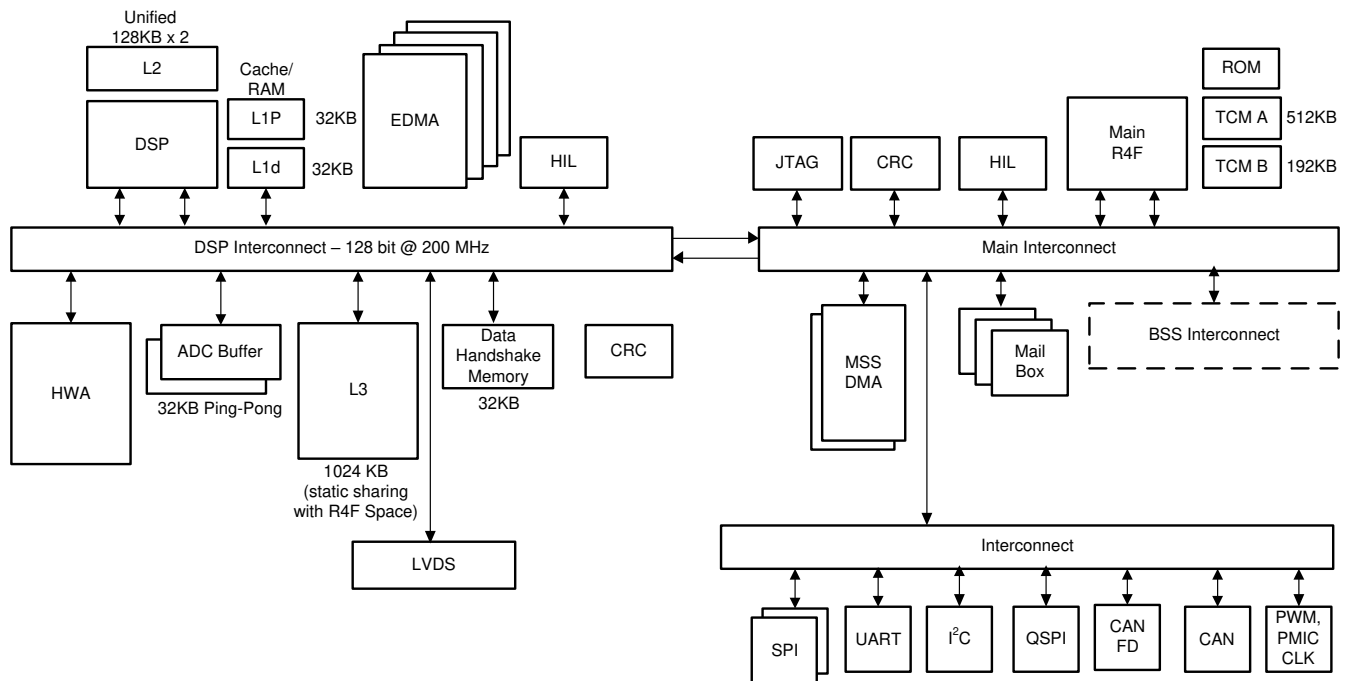 Unified
128KB x 2
L2
Cache/
RAM
L1P
32KB
DSP
L1d
32KB
EDMA
HIL
JTAG
CRC
HIL
Main
R4F
ROM
TCM A
512KB
TCM B
192KB
DSP Interconnect – 128 bit @ 200 MHz
Main Interconnect
HWA
ADC Buffer
32KB Ping-Pong
L3
1024 KB
(static sharing
with R4F Space)
Data
Handshake
Memory
32KB
CRC
LVDS
MSS
DMA
Mail
Box
BSS Interconnect
Interconnect
SPI
UART
I²C
QSPI
CAN
FD
CAN
PWM,
PMIC
CLK